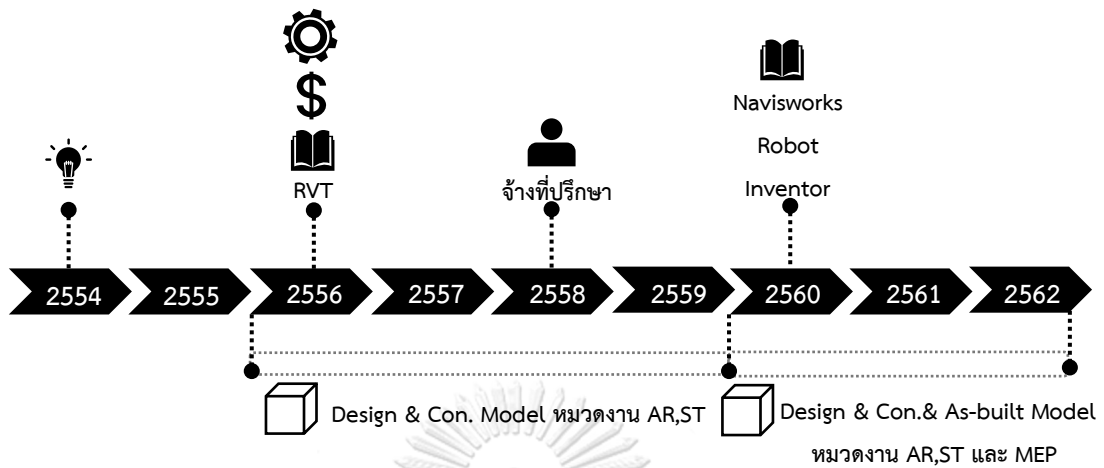 $
RVT
จ้างที่ปรึกษา
Navisworks
Robot
Inventor
2554 2555 2556 2557 2558 2559 2560 2561 2562
Design & Con. Model หมวดงาน AR,ST
Design & Con.& As-built Model
หมวดงาน AR,ST และ MEP